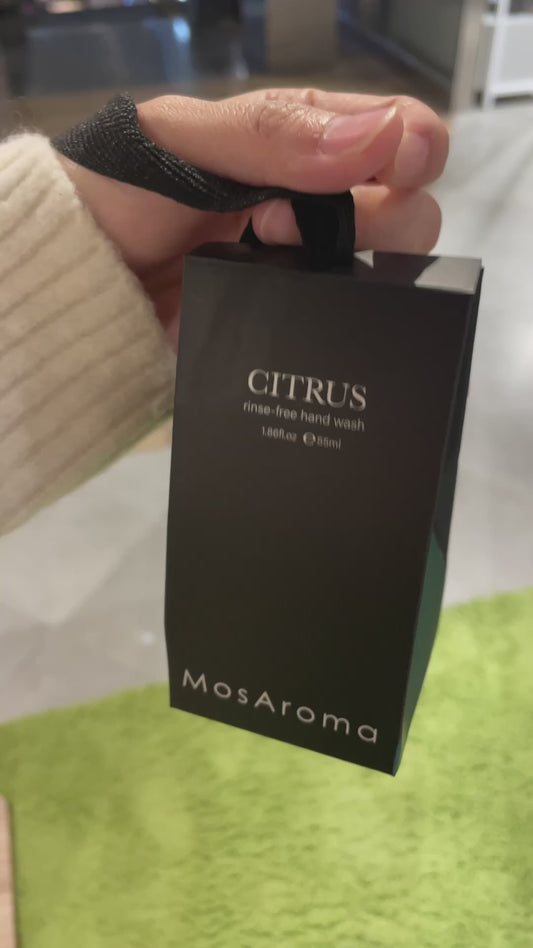 CITRUS
rinse-free hand wash
1.86fl.oz ℮55ml
MosAroma